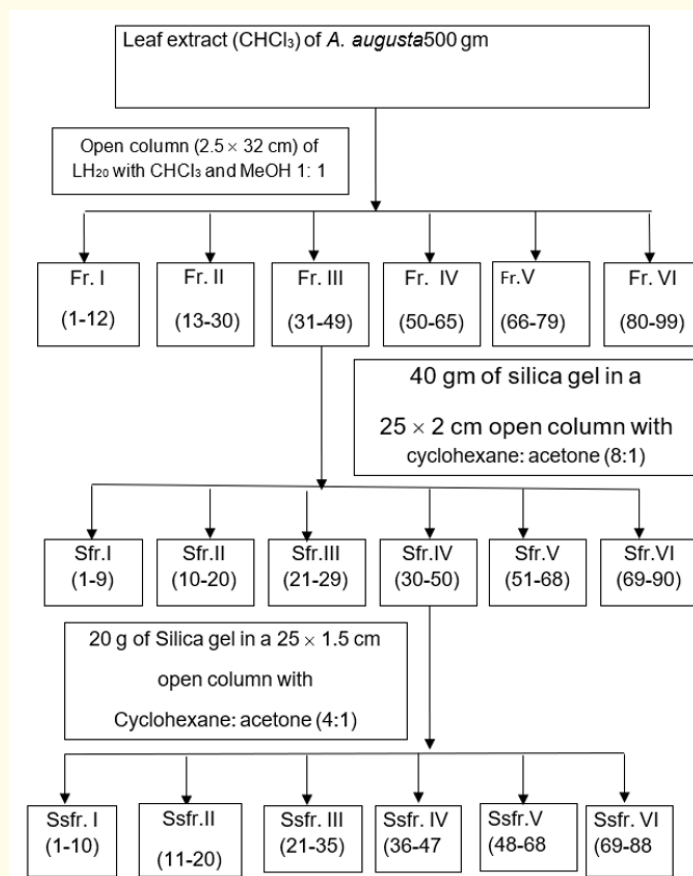 Leaf extract (CHCl₃) of A. augusta500 gm
Open column (2.5 × 32 cm) of
LH₂₀ with CHCl₃ and MeOH 1: 1
Fr. I
(1-12)
Fr. II
(13-30)
Fr. III
(31-49)
Fr. IV
(50-65)
Fr.V
(66-79)
Fr. VI
(80-99)
40 gm of silica gel in a
25 × 2 cm open column with
cyclohexane: acetone (8:1)
Sfr.I
(1-9)
Sfr.II
(10-20)
Sfr.III
(21-29)
Sfr.IV
(30-50)
Sfr.V
(51-68)
Sfr.VI
(69-90)
20 g of Silica gel in a 25 × 1.5 cm
open column with
Cyclohexane: acetone (4:1)
Ssfr. I
(1-10)
Ssfr.II
(11-20)
Ssfr. III
(21-35)
Ssfr. IV
(36-47
Ssfr.V
(48-68
Ssfr. VI
(69-88